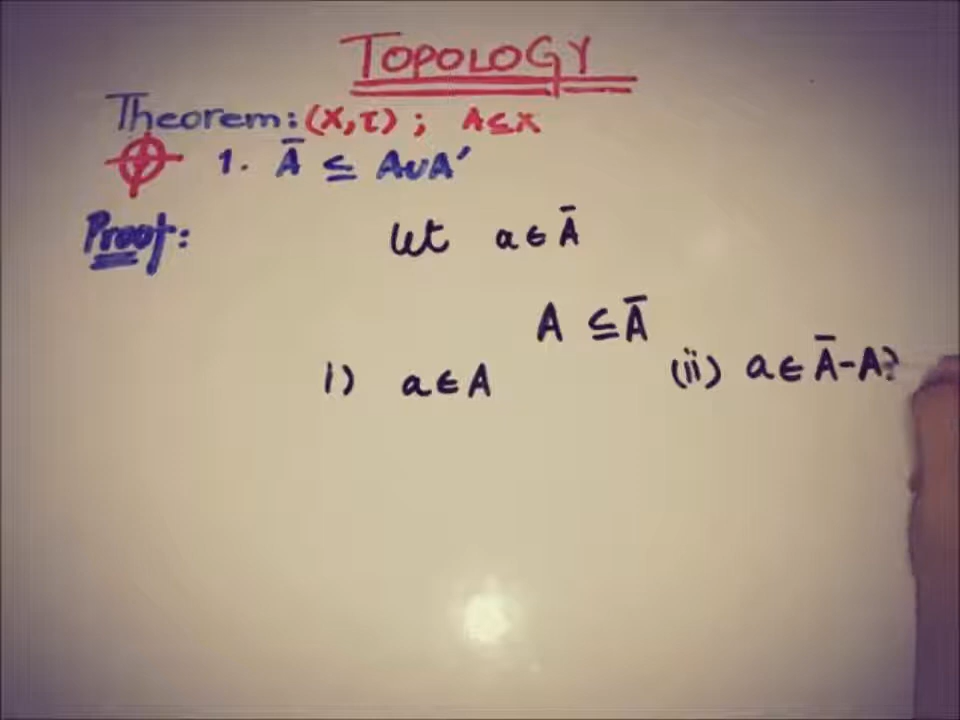 TOPOLOGY
Theorem: (X,τ) ; A⊆X
1. Ā ⊆ A∪A′
Proof: let a ∈ Ā
A ⊆ Ā
i) a ∈ A (ii) a ∈ Ā-A?